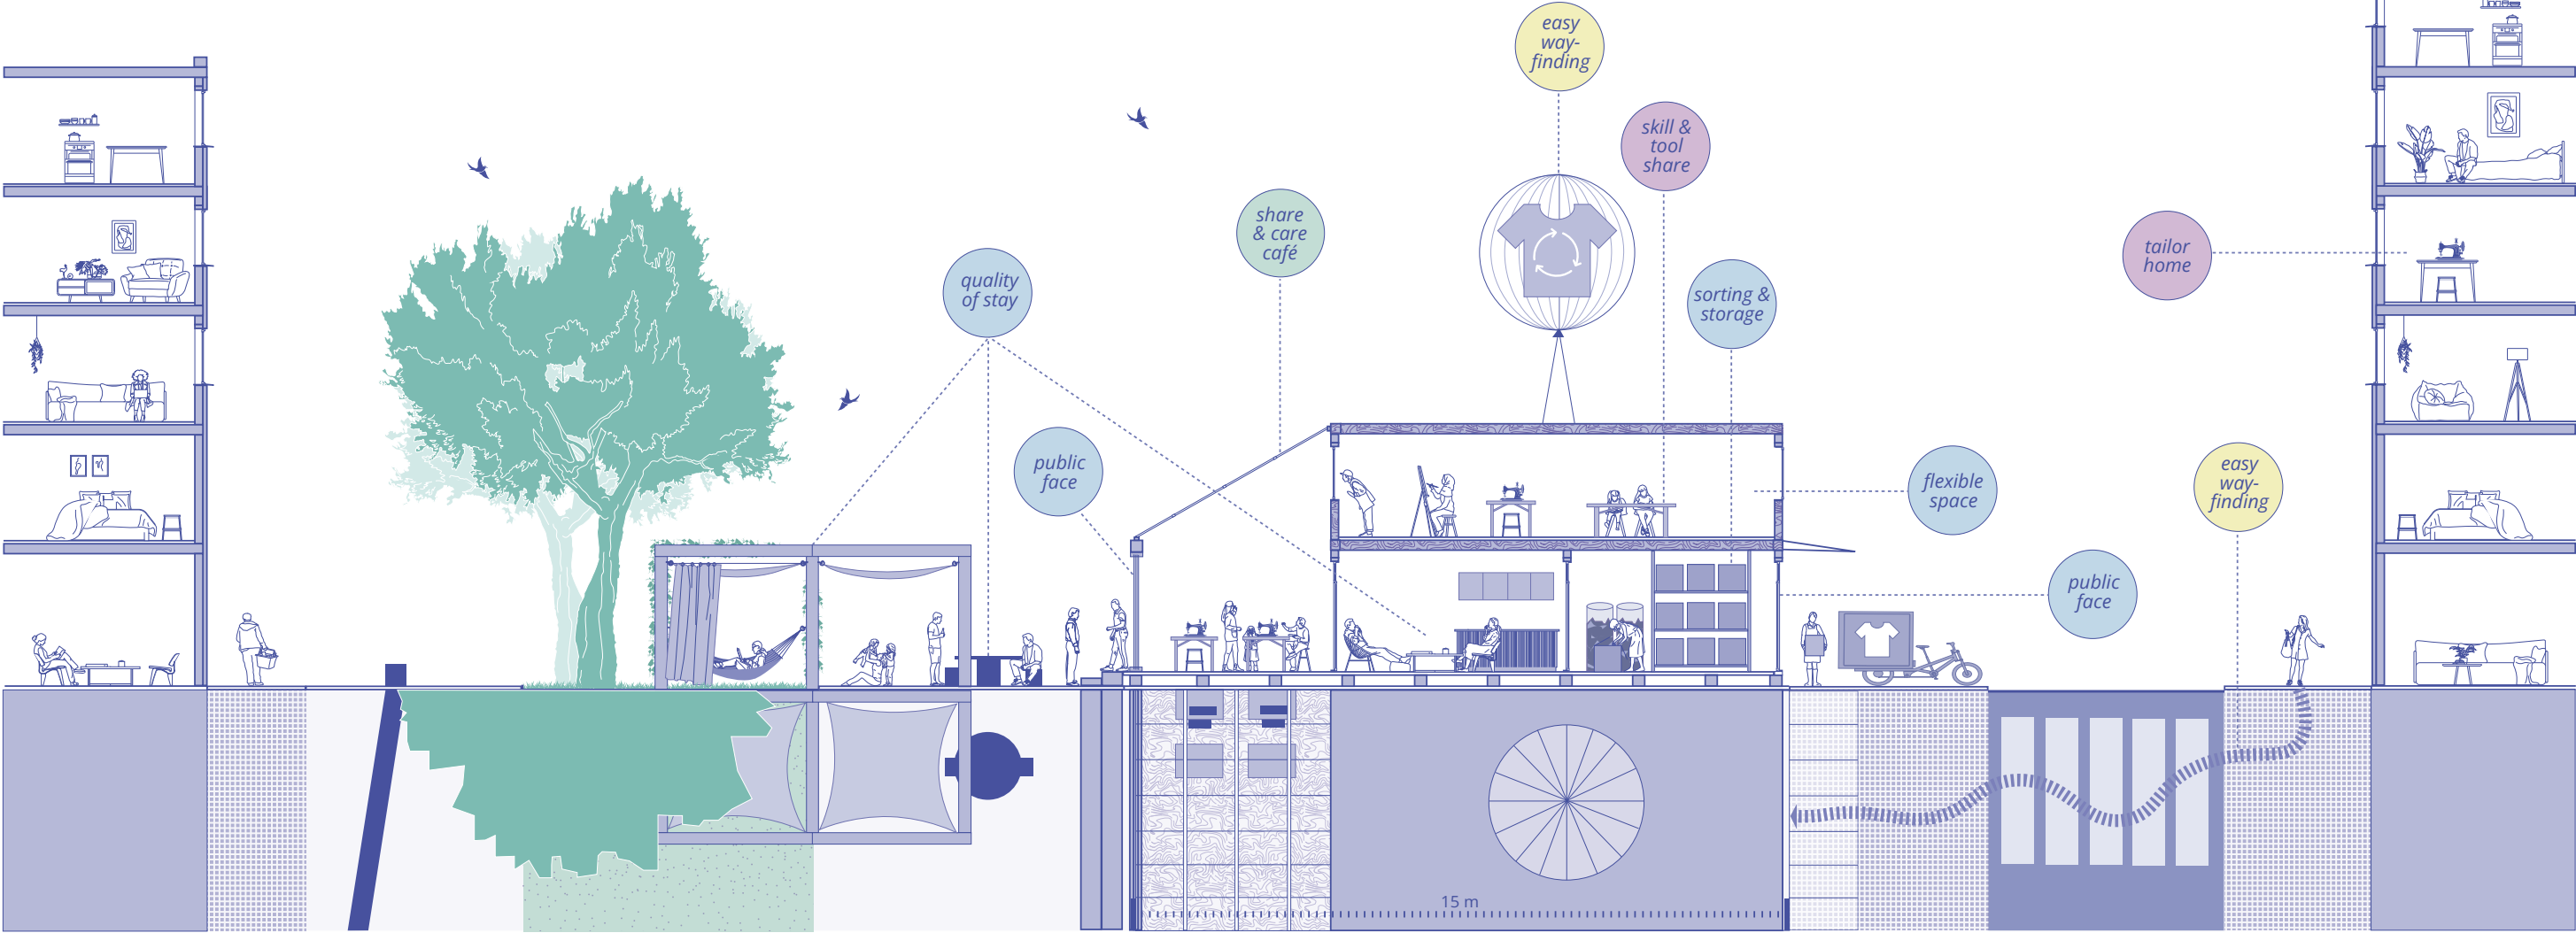 easy
way-
finding
skill &
tool
share
share
& care
café
tailor
home
quality
of stay
sorting &
storage
public
face
flexible
space
easy
way-
finding
public
face
15 m